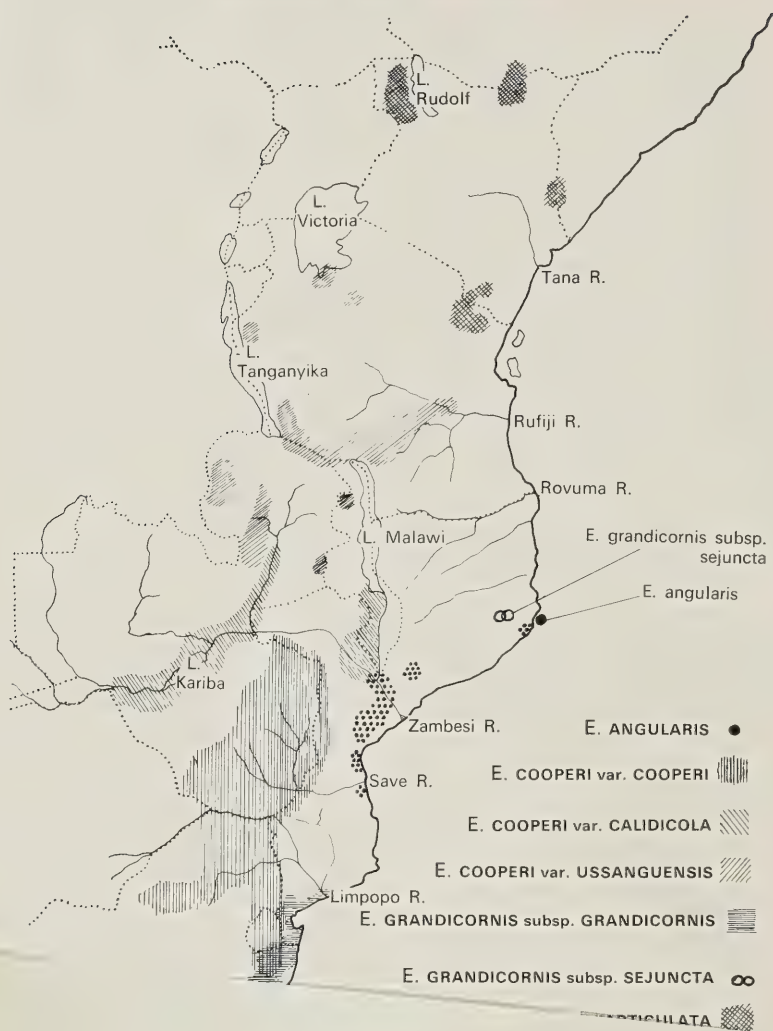 L.
Rudolf
L.
Victoria
Tana R.
L.
Tanganyika
Rufiji R.
Rovuma R.
L. Malawi
E. grandicornis subsp.
sejuncta
E. angularis
L.
Kariba
Zambesi R.
E. ANGULARIS
E. COOPERI var. COOPERI
Save R.
E. COOPERI var. CALIDICOLA
E. COOPERI var. USSANGUENSIS
Limpopo R.
E. GRANDICORNIS subsp. GRANDICORNIS
E. GRANDICORNIS subsp. SEJUNCTA